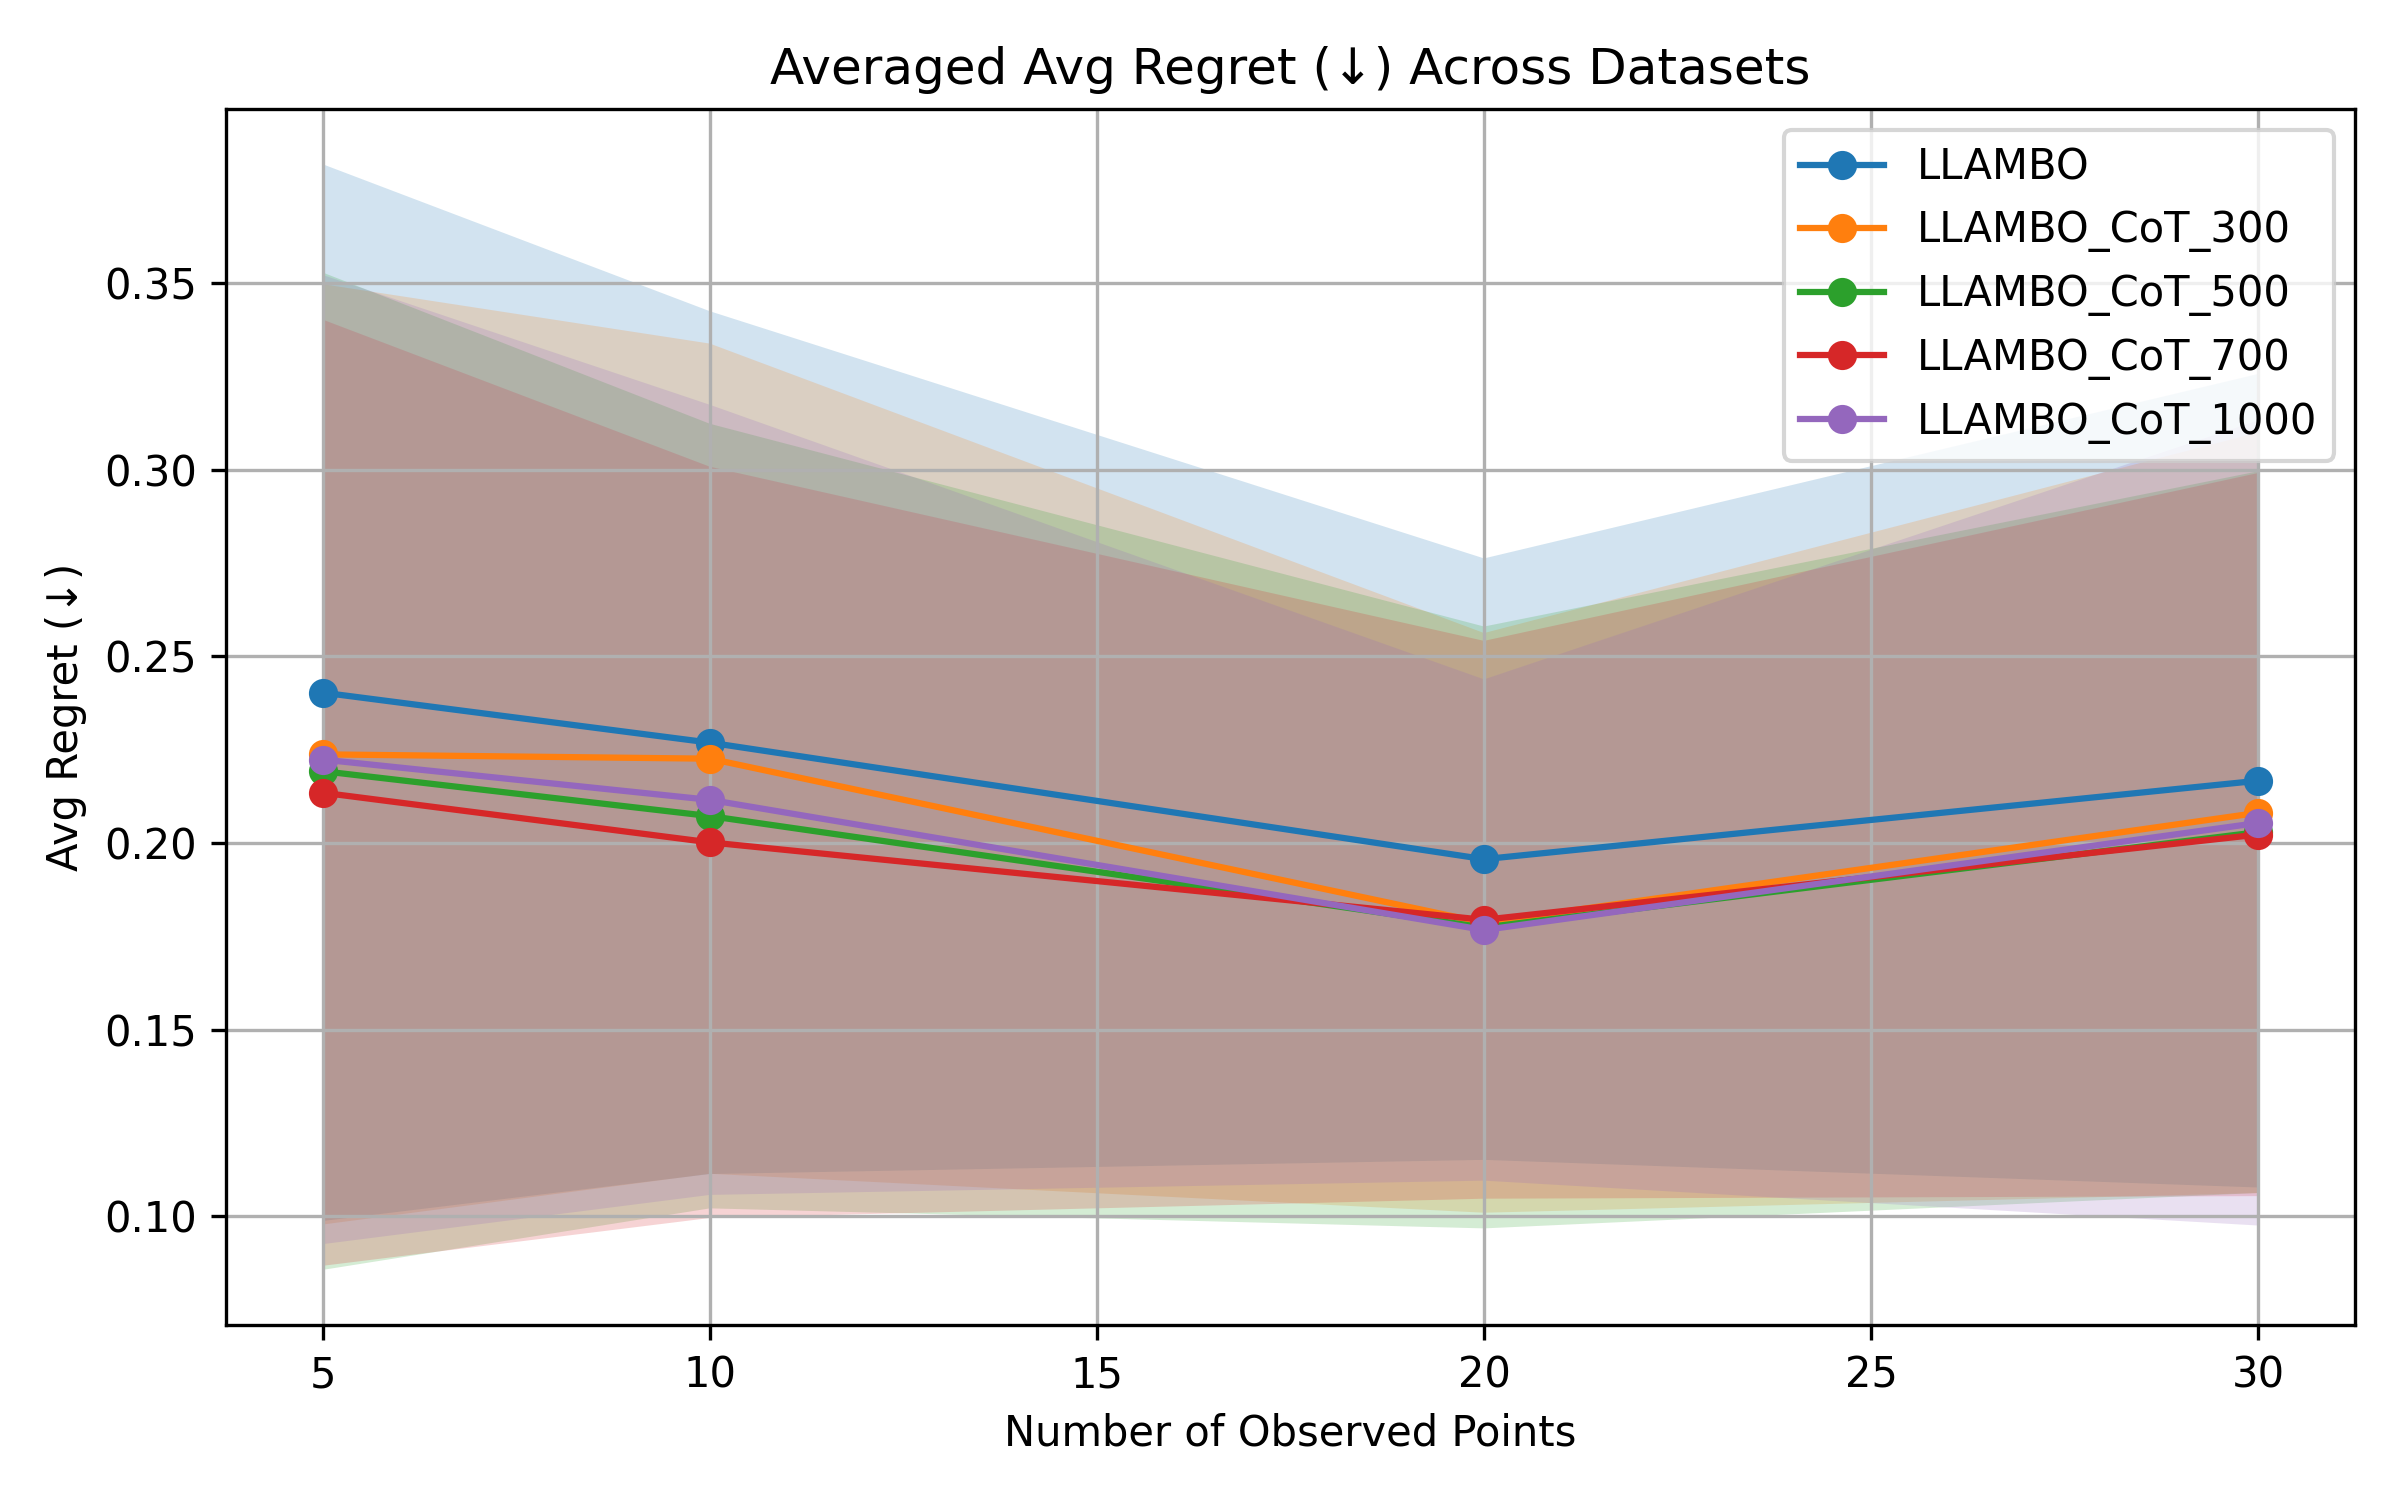 Averaged Avg Regret (↓) Across Datasets
LLAMBO
LLAMBO_CoT_300
LLAMBO_CoT_500
LLAMBO_CoT_700
LLAMBO_CoT_1000
Avg Regret (↓)
0.35
0.30
0.25
0.20
0.15
0.10
5 10 15 20 25 30
Number of Observed Points